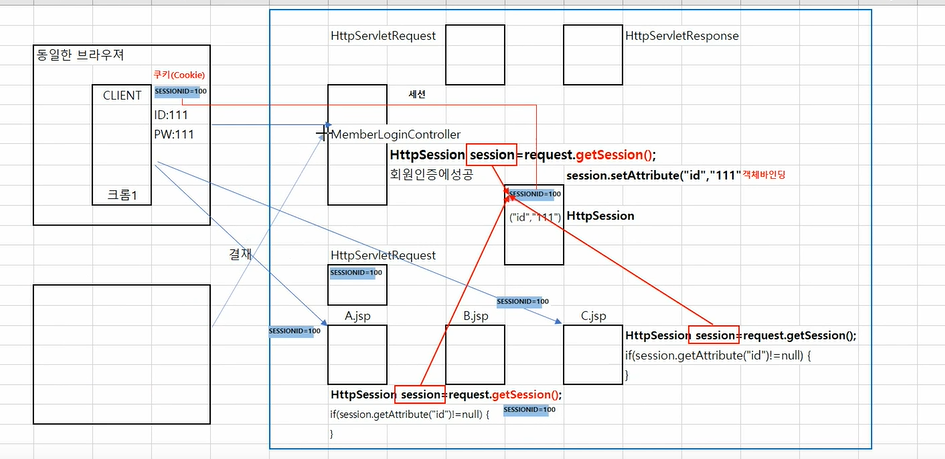 HttpServletRequest
HttpServletResponse
동일한 브라우져
쿠키(Cookie)
SESSIONID=100
CLIENT
ID:111
PW:111
크롬1
세선
MemberLoginController
HttpSession session=request.getSession();
회원인증에성공
session.setAttribute("id","111" 객체바인딩
SESSIONID=100
("id","111")
HttpSession
결재
HttpServletRequest
SESSIONID=100
SESSIONID=100
SESSIONID=100
A.jsp
B.jsp
C.jsp
HttpSession session=request.getSession();
if(session.getAttribute("id")!=null) {
}
HttpSession session=request.getSession();
if(session.getAttribute("id")!=null) {
SESSIONID=100
}